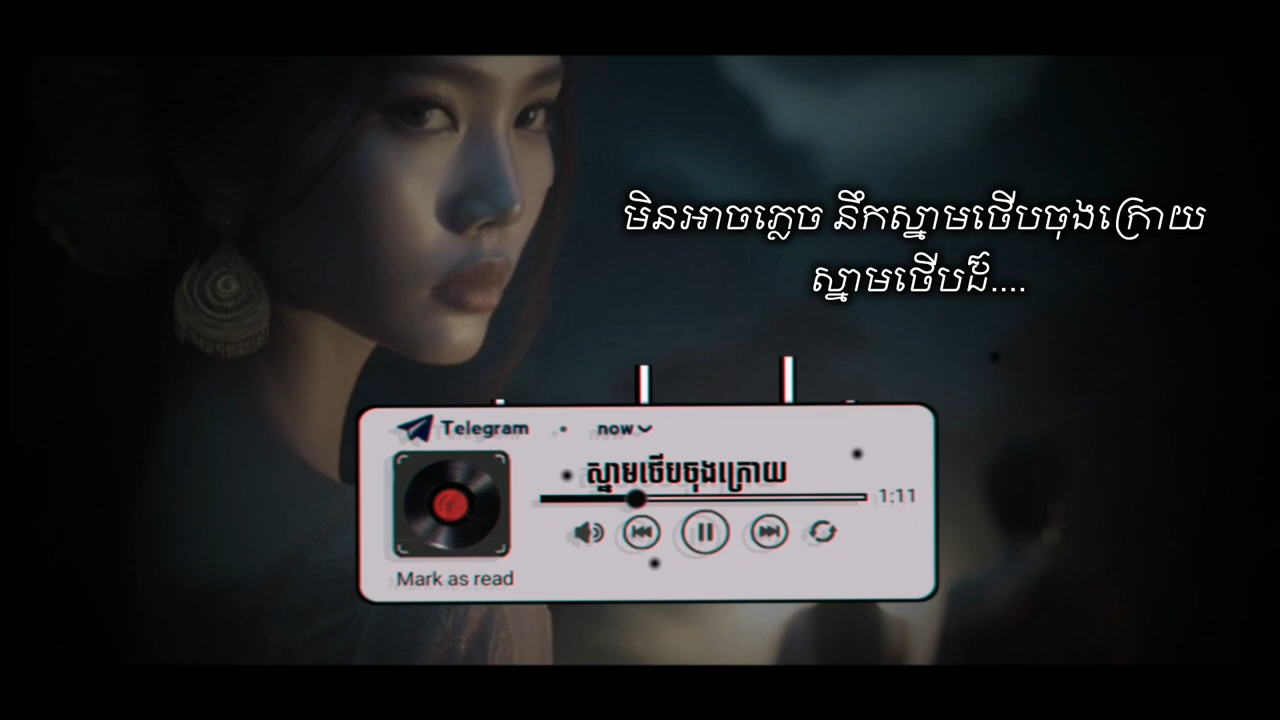 មិនអាចភ្លេច នឹកស្នាមថើបចុងក្រោយ
ស្នាមថើបដ៏....
Telegram • now
ស្នាមថើបចុងក្រោយ
1:11
Mark as read